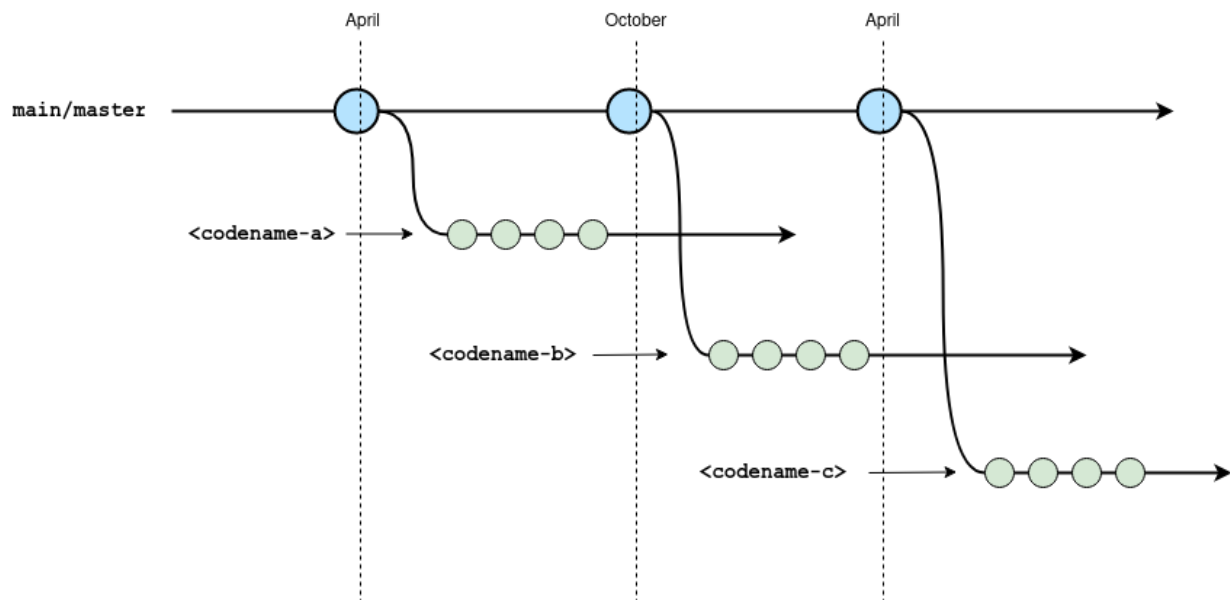 April
October
April
main/master
<codename-a>
<codename-b>
<codename-c>